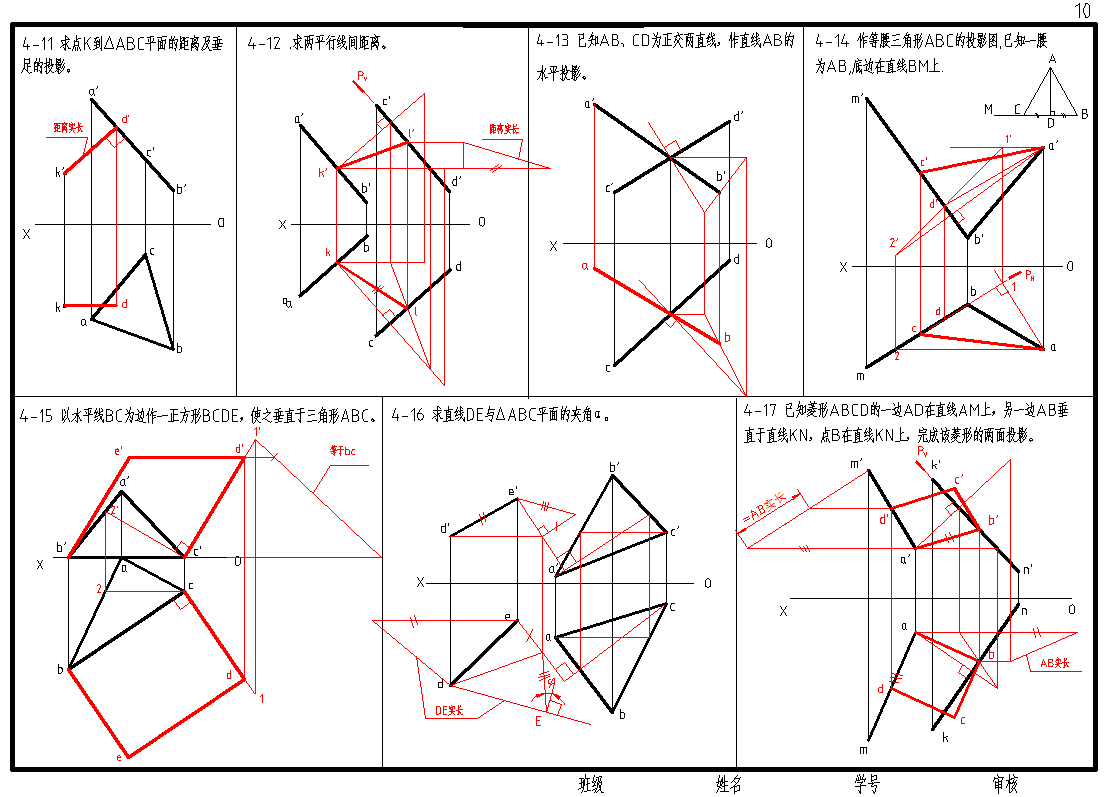 10
4-11 求点K到△ABC平面的距离及垂
足的投影。
a'
距离实长
d'
k'
c'
b'
X
O
c
k
d
a
b
4-12 .求两平行线间距离。
Pv
c'
a'
l'
距离实长
k'
b'
d'
X
O
b
k
d
a
l
c
4-13 已知AB、CD为正交两直线，作直线AB的
水平投影。
a'
d'
c'
b'
X
O
a
d
b
c
4-14 作等腰三角形ABC的投影图,已知一腰
为AB,底边在直线BM上.
A
M
C
D
B
m'
1'
a'
c'
d'
2'
b'
X
O
PH
b
1
d
c
2
a
m
4-15 以水平线BC为边作一正方形BCDE，使之垂直于三角形ABC。
1'
e'
d'
等于bc
a'
2'
b'
c'
X
O
a
2
c
b
d
1
e
4-16 求直线DE与△ABC平面的夹角α。
b'
e'
d'
c'
a'
X
O
e
c
a
d
φ
DE实长
E
b
4-17 已知菱形ABCD的一边AD在直线AM上，另一边AB垂
直于直线KN，点B在直线KN上，完成该菱形的两面投影。
Pv
m'
k'
c'
=AB实长
d'
b'
a'
n'
X
O
n
a
b
AB实长
d
c
k
m
班级 姓名 学号 审核